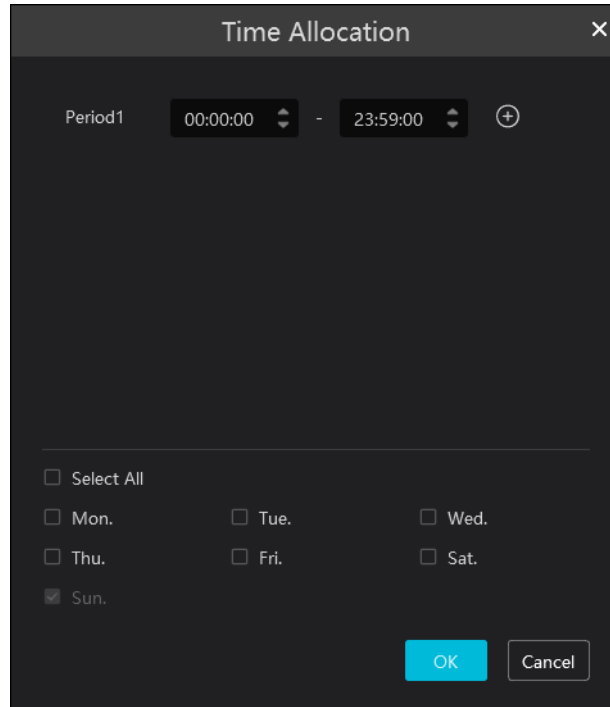 Time Allocation
Period1 00:00:00 - 23:59:00
Select All
Mon. Tue. Wed.
Thu. Fri. Sat.
Sun.
OK Cancel